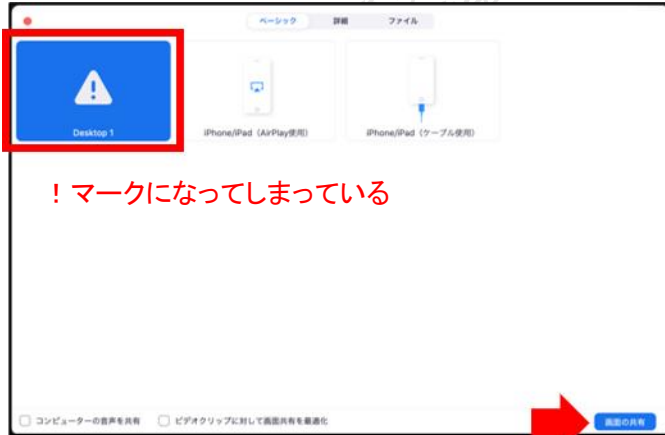 ベーシック 詳細 ファイル
Desktop 1 iPhone/iPad（AirPlay使用） iPhone/iPad（ケーブル使用）
！マークになってしまっている
コンピューターの音声を共有 ビデオクリップに対して画面共有を最適化 画面の共有